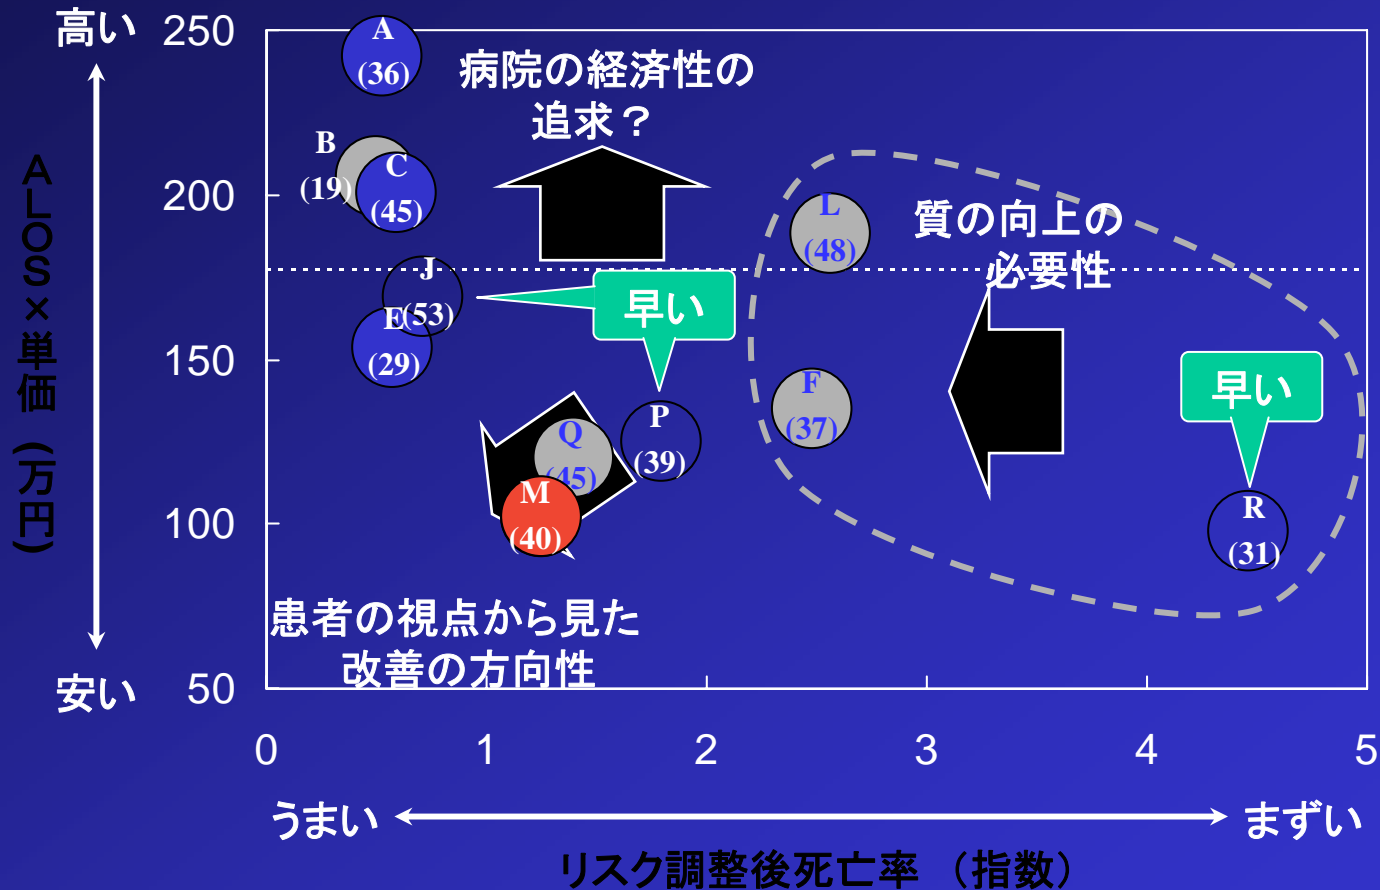 高い
250
A
(36)
病院の経済性の
追求？
B
(19)
C
(45)
200
L
(48)
質の向上の
必要性
J
(53)
早い
E
(29)
150
早い
F
(37)
P
(39)
Q
(45)
M
(40)
100
R
(31)
ALOS×単価（万円）
患者の視点から見た
改善の方向性
安い
50
0
1
2
3
4
5
うまい
まずい
リスク調整後死亡率 （指数）